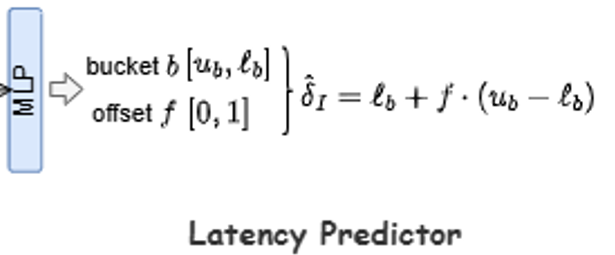 MLP
bucket b [u_b, ℓ_b]
offset f [0, 1]
δ̂_I = ℓ_b + f · (u_b − ℓ_b)
Latency Predictor